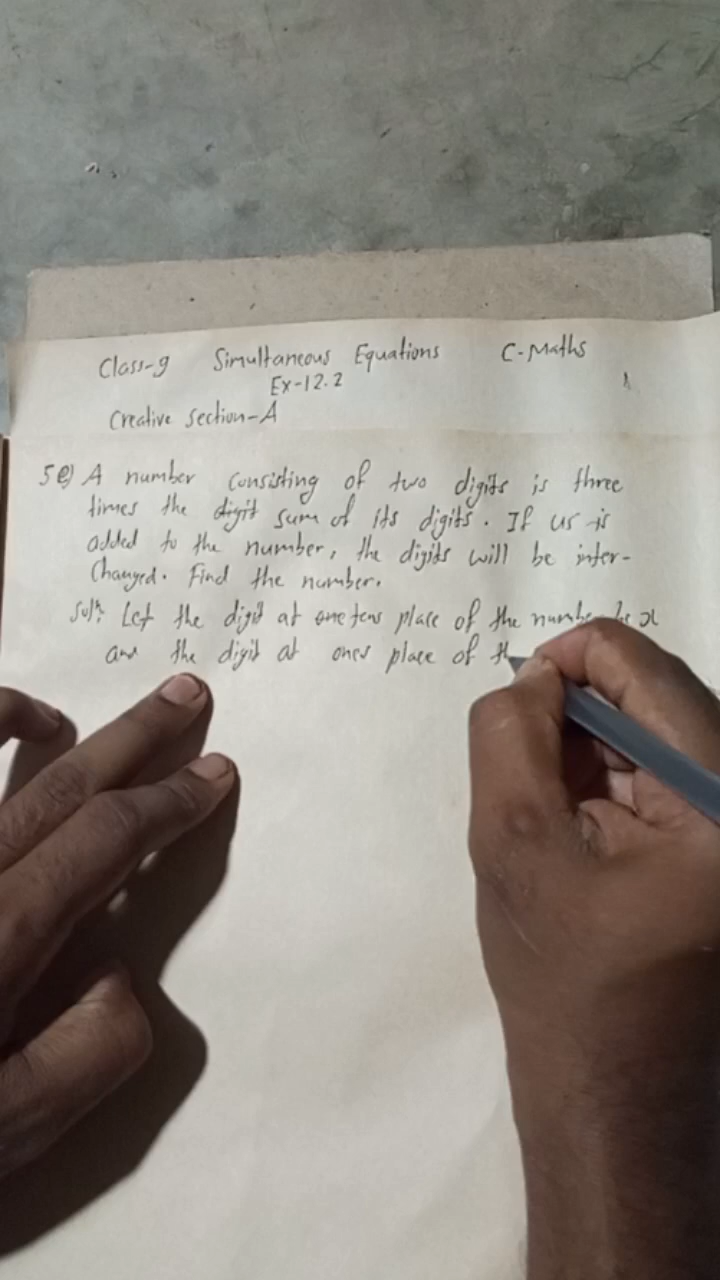 Class-9 Simultaneous Equations C-Maths
Ex-12.2
Creative section-A
5 e) A number consisting of two digits is three
times the digit sum of its digits. If 45 is
added to the number, the digits will be inter-
changed. Find the number.
Solⁿ: Let the digit at one tens place of the number be x
and the digit at ones place of th